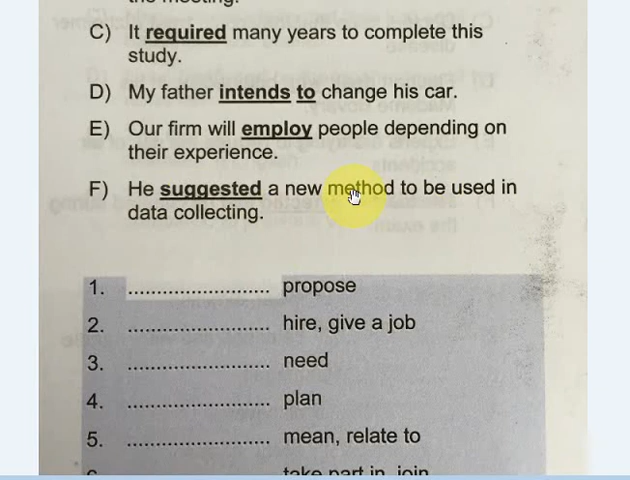 the meeting.
C) It required many years to complete this
study.
D) My father intends to change his car.
E) Our firm will employ people depending on
their experience.
F) He suggested a new method to be used in
data collecting.
1. ........................ propose
2. ........................ hire, give a job
3. ........................ need
4. ........................ plan
5. ........................ mean, relate to
take part in, join